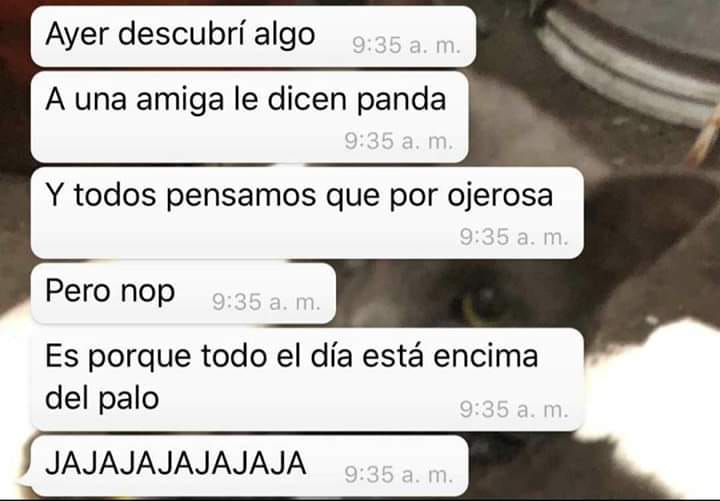 Ayer descubrí algo 9:35 a. m.
A una amiga le dicen panda
9:35 a. m.
Y todos pensamos que por ojerosa
9:35 a. m.
Pero nop 9:35 a. m.
Es porque todo el día está encima
del palo 9:35 a. m.
JAJAJAJAJAJAJA 9:35 a. m.